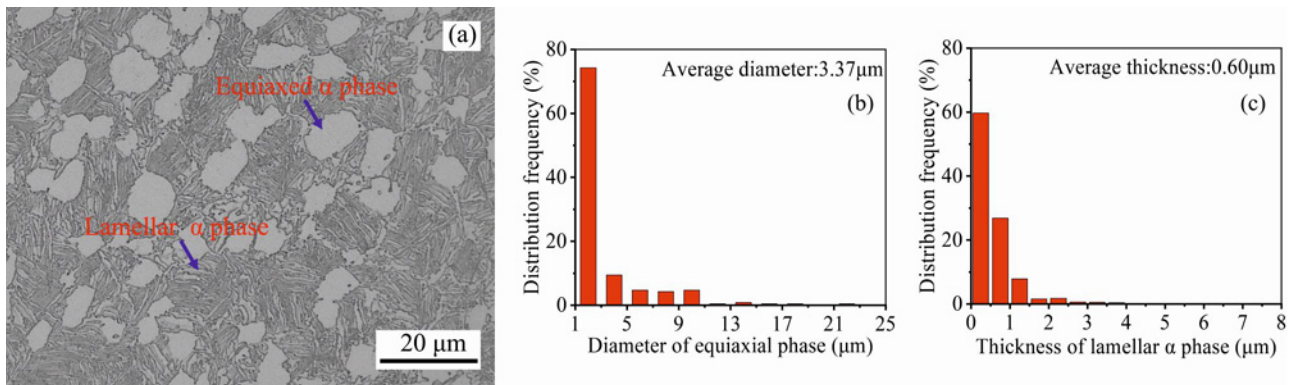 (a)
Equiaxed α phase
Lamellar α phase
20 μm
80
60
40
20
0
Distribution frequency (%)
Average diameter:3.37μm
(b)
1 5 9 13 17 21 25
Diameter of equiaxial phase (μm)
80
60
40
20
0
Distribution frequency (%)
Average thickness:0.60μm
(c)
0 1 2 3 4 5 6 7 8
Thickness of lamellar α phase (μm)